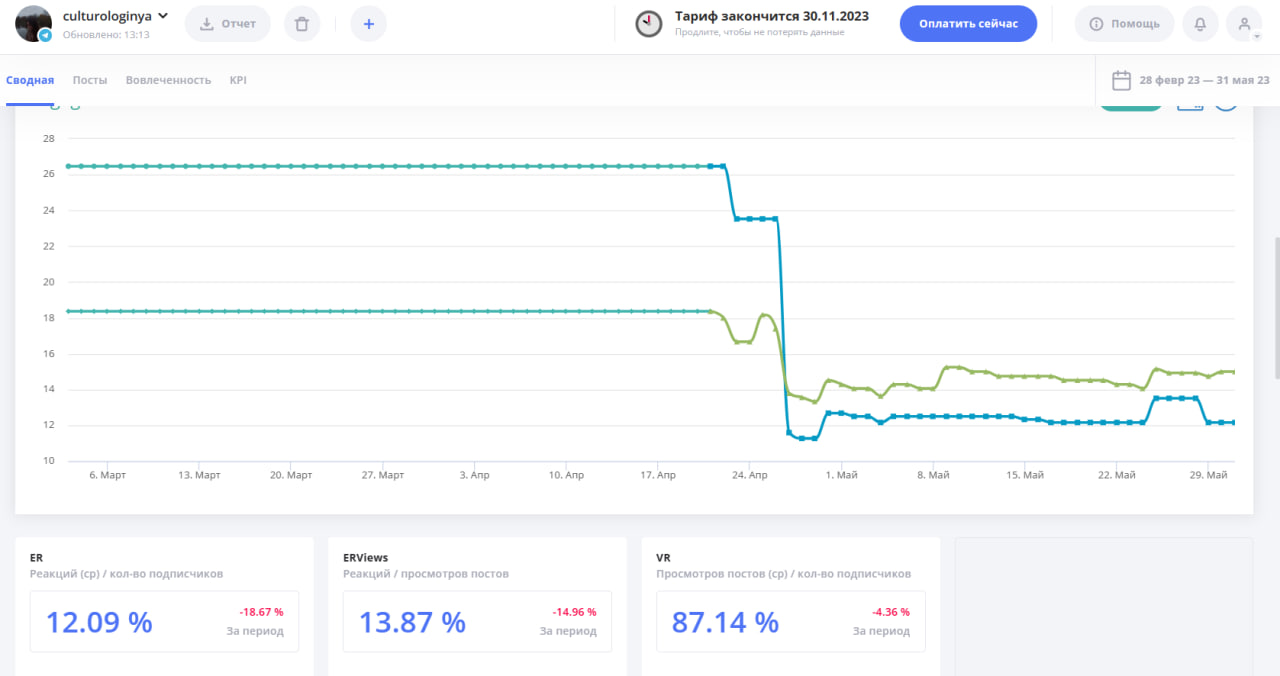 culturologinya
Обновлено: 13:13
Отчет
+
Тариф закончится 30.11.2023
Продлите, чтобы не потерять данные
Оплатить сейчас
Помощь
Сводная Посты Вовлеченность KPI
28 февр 23 — 31 мая 23
28
26
24
22
20
18
16
14
12
10
6. Март 13. Март 20. Март 27. Март 3. Апр 10. Апр 17. Апр 24. Апр 1. Май 8. Май 15. Май 22. Май 29. Май
ER
Реакций (ср) / кол-во подписчиков
12.09 %
-18.67 %
За период
ERViews
Реакций / просмотров постов
13.87 %
-14.96 %
За период
VR
Просмотров постов (ср) / кол-во подписчиков
87.14 %
-4.36 %
За период